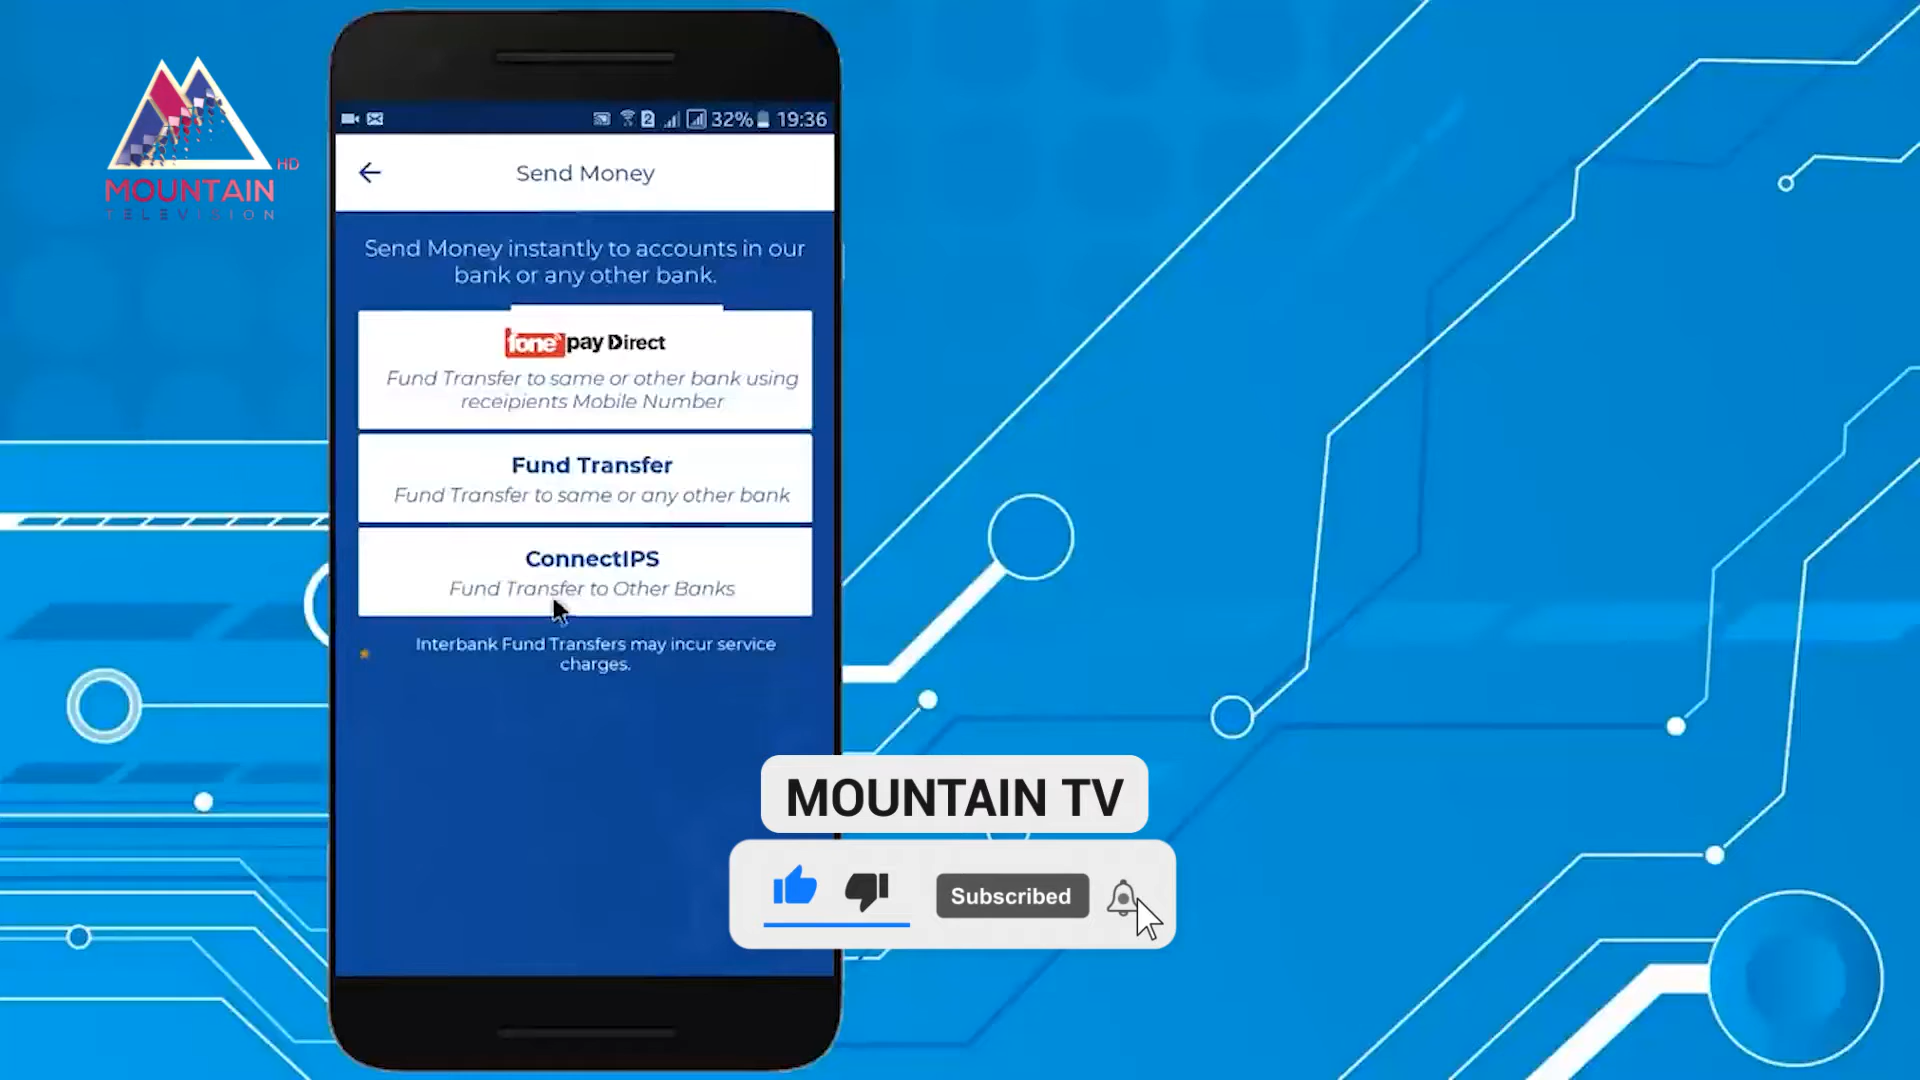 HD
MOUNTAIN
TELEVISION
2
32%
19:36
Send Money
Send Money instantly to accounts in our
bank or any other bank.
fone pay Direct
Fund Transfer to same or other bank using
receipients Mobile Number
Fund Transfer
Fund Transfer to same or any other bank
ConnectIPS
Fund Transfer to Other Banks
* Interbank Fund Transfers may incur service
charges.
MOUNTAIN TV
Subscribed